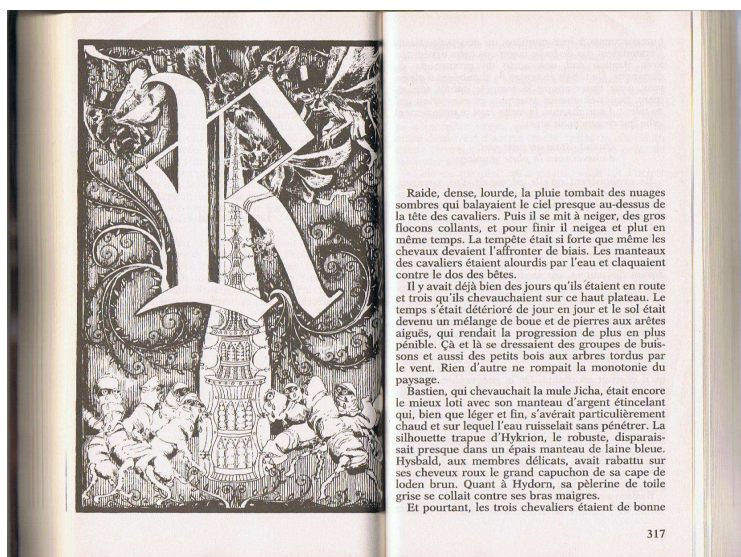 R
Raide, dense, lourde, la pluie tombait des nuages
sombres qui balayaient le ciel presque au-dessus de
la tête des cavaliers. Puis il se mit à neiger, des gros
flocons collants, et pour finir il neigea et plut en
même temps. La tempête était si forte que même les
chevaux devaient l'affronter de biais. Les manteaux
des cavaliers étaient alourdis par l'eau et claquaient
contre le dos des bêtes.
Il y avait déjà bien des jours qu'ils étaient en route
et trois qu'ils chevauchaient sur ce haut plateau. Le
temps s'était détérioré de jour en jour et le sol était
devenu un mélange de boue et de pierres aux arêtes
aiguës, qui rendait la progression de plus en plus
pénible. Çà et là se dressaient des groupes de buis-
sons et aussi des petits bois aux arbres tordus par
le vent. Rien d'autre ne rompait la monotonie du
paysage.
Bastien, qui chevauchait la mule Jicha, était encore
le mieux loti avec son manteau d'argent étincelant
qui, bien que léger et fin, s'avérait particulièrement
chaud et sur lequel l'eau ruisselait sans pénétrer. La
silhouette trapue d'Hykrion, le robuste, disparais-
sait presque dans un épais manteau de laine bleue.
Hysbald, aux membres délicats, avait rabattu sur
ses cheveux roux le grand capuchon de sa cape de
loden brun. Quant à Hydorn, sa pèlerine de toile
grise se collait contre ses bras maigres.
Et pourtant, les trois chevaliers étaient de bonne
317